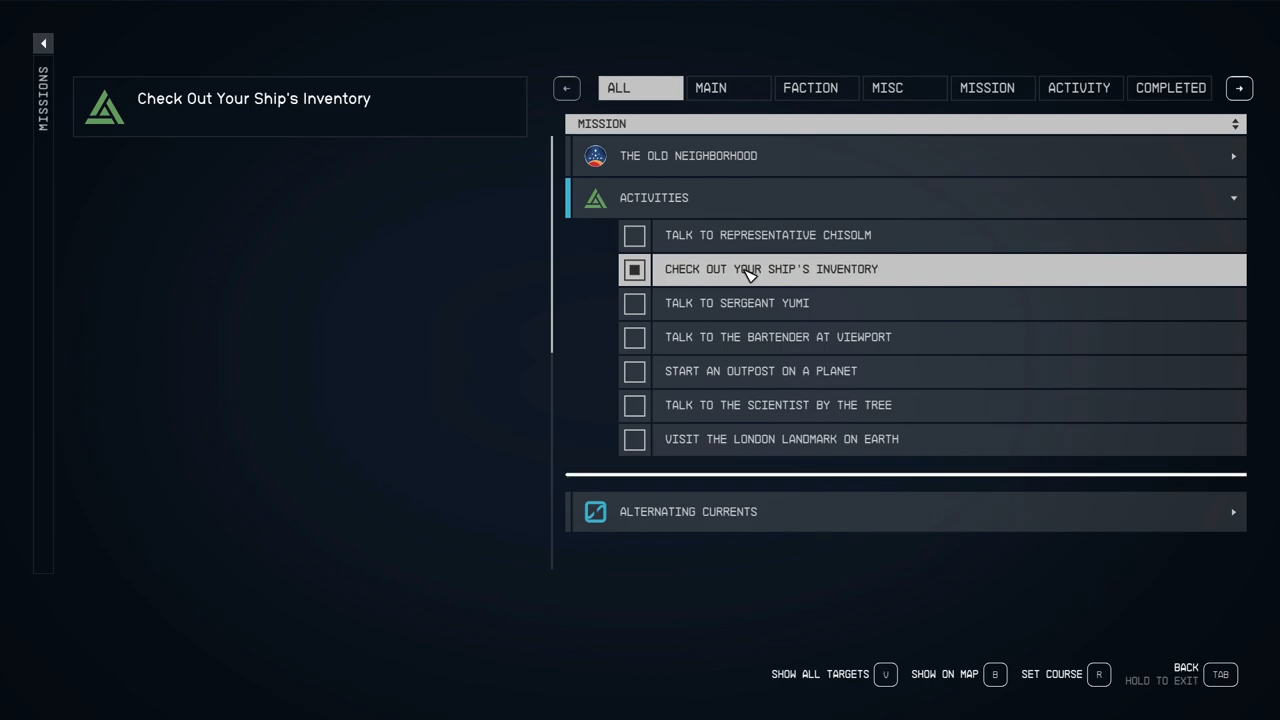 MISSIONS
Check Out Your Ship's Inventory
ALL
MAIN
FACTION
MISC
MISSION
ACTIVITY
COMPLETED
MISSION
THE OLD NEIGHBORHOOD
ACTIVITIES
TALK TO REPRESENTATIVE CHISOLM
CHECK OUT YOUR SHIP'S INVENTORY
TALK TO SERGEANT YUMI
TALK TO THE BARTENDER AT VIEWPORT
START AN OUTPOST ON A PLANET
TALK TO THE SCIENTIST BY THE TREE
VISIT THE LONDON LANDMARK ON EARTH
ALTERNATING CURRENTS
SHOW ALL TARGETS V
SHOW ON MAP B
SET COURSE R
BACK
HOLD TO EXIT
TAB